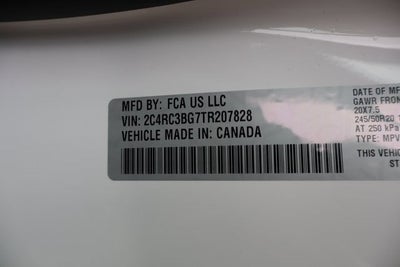 MFD BY: FCA US LLC
VIN: 2C4RC3BG7TR207828
VEHICLE MADE IN: CANADA
DATE OF MF
GAWR FRON
20X7.5
245/50R20
AT 250 kPa
TYPE: MPV
THIS VEH